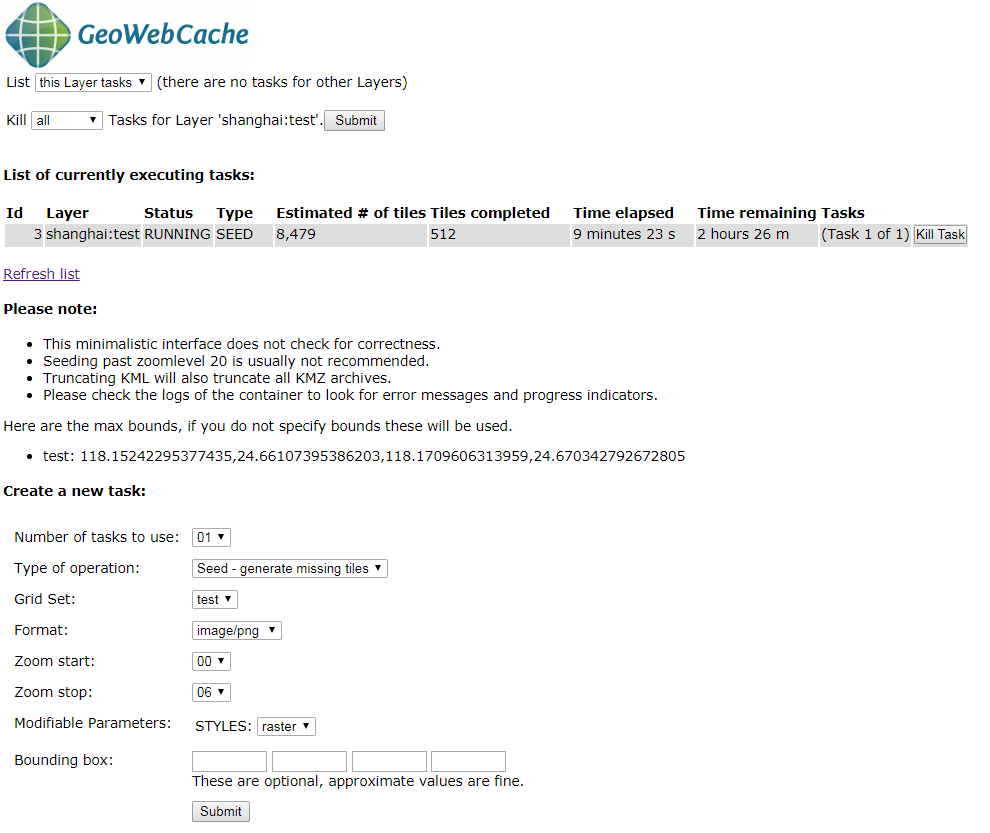 GeoWebCache
List this Layer tasks (there are no tasks for other Layers)
Kill all Tasks for Layer 'shanghai:test'. Submit
List of currently executing tasks:
Id Layer Status Type Estimated # of tiles Tiles completed Time elapsed Time remaining Tasks
3 shanghai:test RUNNING SEED 8,479 512 9 minutes 23 s 2 hours 26 m (Task 1 of 1) Kill Task
Refresh list
Please note:
• This minimalistic interface does not check for correctness.
• Seeding past zoomlevel 20 is usually not recommended.
• Truncating KML will also truncate all KMZ archives.
• Please check the logs of the container to look for error messages and progress indicators.
Here are the max bounds, if you do not specify bounds these will be used.
• test: 118.15242295377435,24.66107395386203,118.1709606313959,24.670342792672805
Create a new task:
Number of tasks to use: 01
Type of operation: Seed - generate missing tiles
Grid Set: test
Format: image/png
Zoom start: 00
Zoom stop: 06
Modifiable Parameters: STYLES: raster
Bounding box:
These are optional, approximate values are fine.
Submit